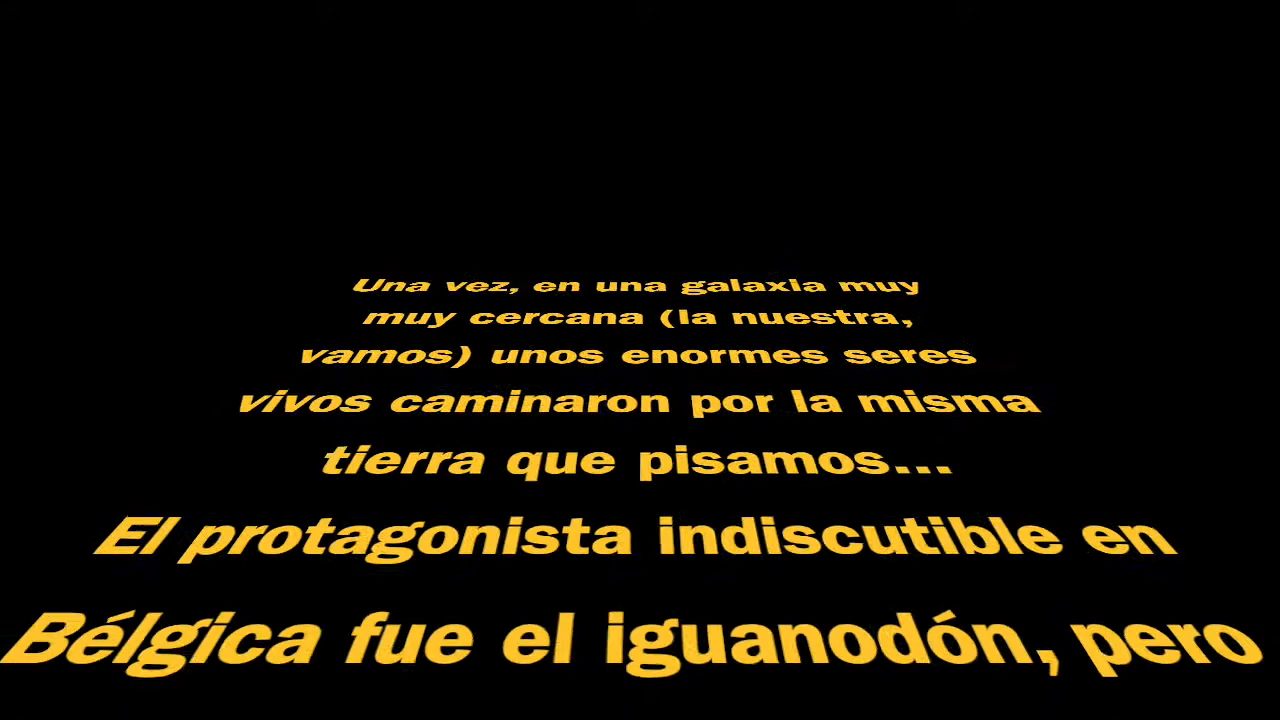 Una vez, en una galaxia muy
muy cercana (la nuestra,
vamos) unos enormes seres
vivos caminaron por la misma
tierra que pisamos...
El protagonista indiscutible en
Bélgica fue el iguanodón, pero